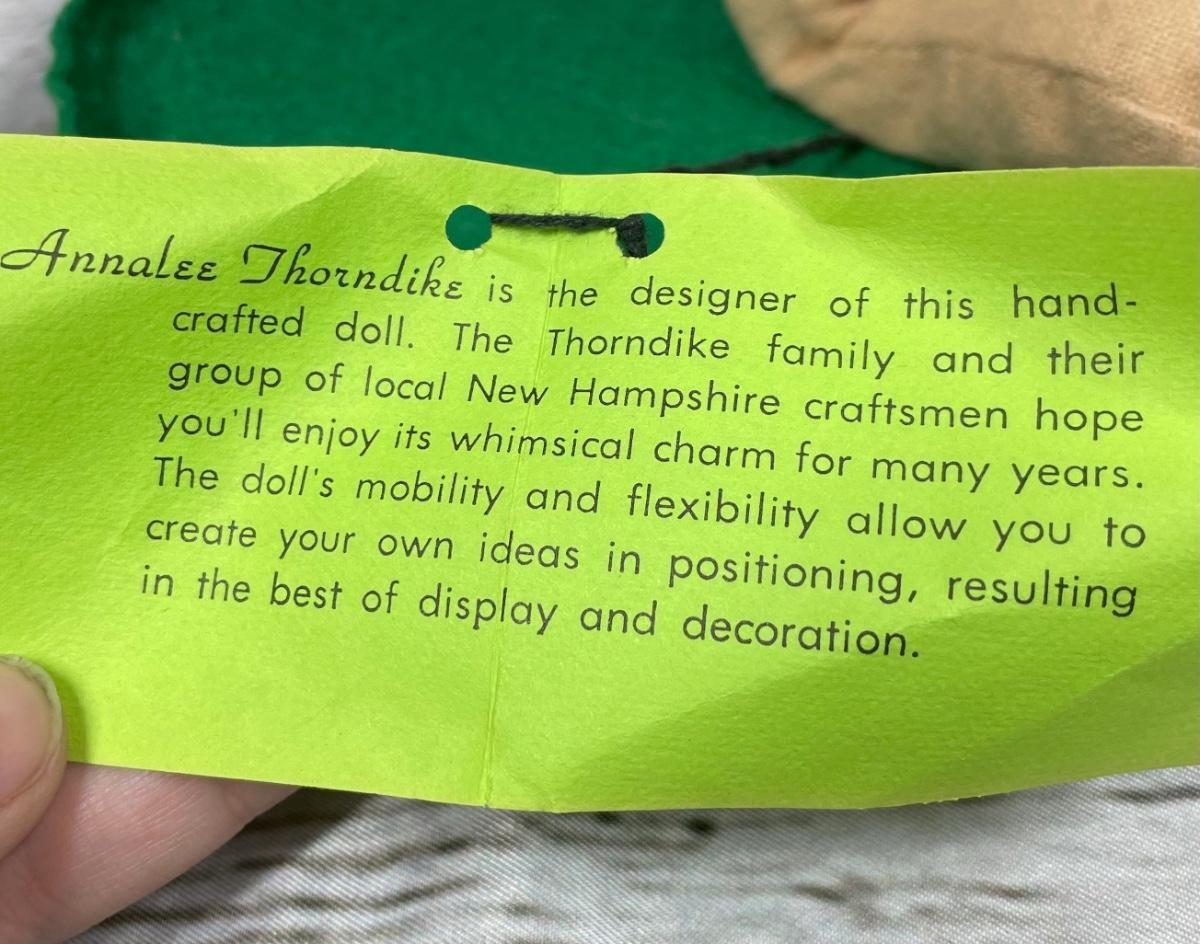 Annalee Thorndike is the designer of this hand-
crafted doll. The Thorndike family and their
group of local New Hampshire craftsmen hope
you'll enjoy its whimsical charm for many years.
The doll's mobility and flexibility allow you to
create your own ideas in positioning, resulting
in the best of display and decoration.